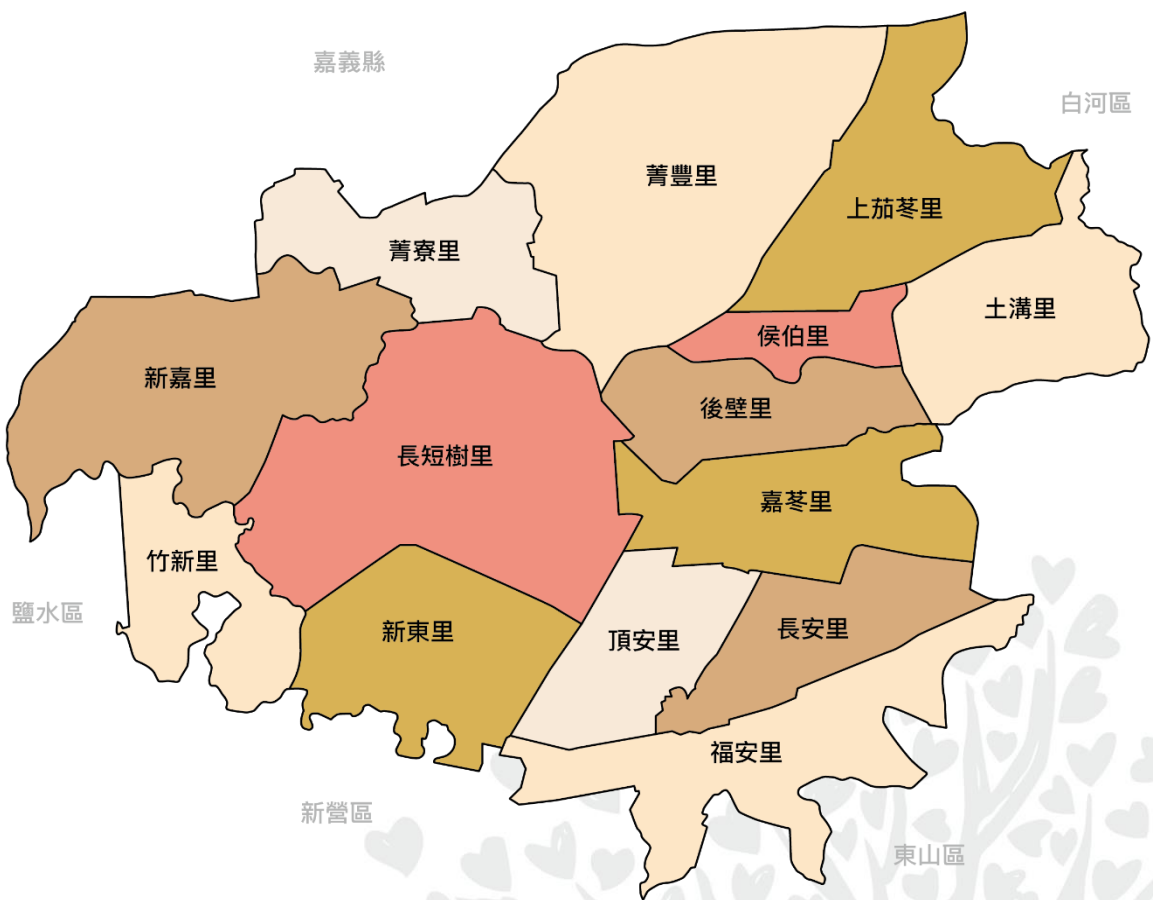 嘉義縣
白河區
菁豐里
上茄苳里
菁寮里
土溝里
侯伯里
新嘉里
後壁里
長短樹里
嘉苳里
竹新里
鹽水區
新東里
頂安里
長安里
福安里
新營區
東山區